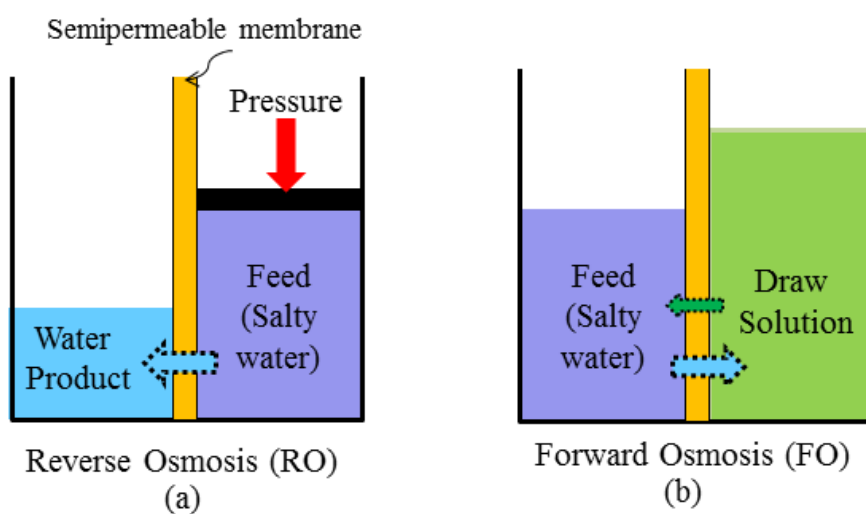 Semipermeable membrane
Pressure
Feed
(Salty
water)
Water
Product
Reverse Osmosis (RO)
(a)
Feed
(Salty
water)
Draw
Solution
Forward Osmosis (FO)
(b)